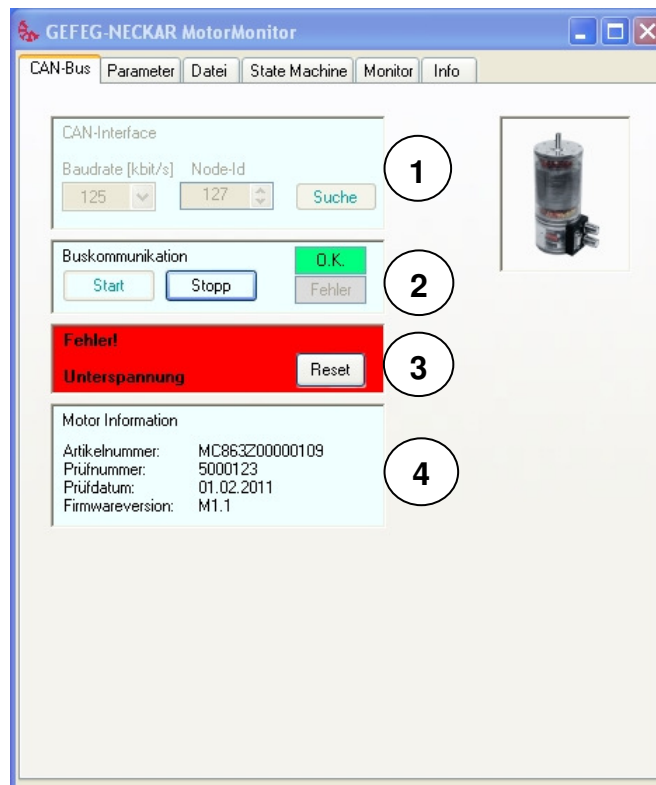 GEFEG-NECKAR MotorMonitor
CAN-Bus Parameter Datei State Machine Monitor Info
CAN-Interface
Baudrate [kbit/s] Node-Id
125 127 Suche
1
Buskommunikation O.K.
Start Stopp Fehler
2
Fehler!
Unterspannung Reset
3
Motor Information
Artikelnummer: MC863Z00000109
Prüfnummer: 5000123
Prüfdatum: 01.02.2011
Firmwareversion: M1.1
4